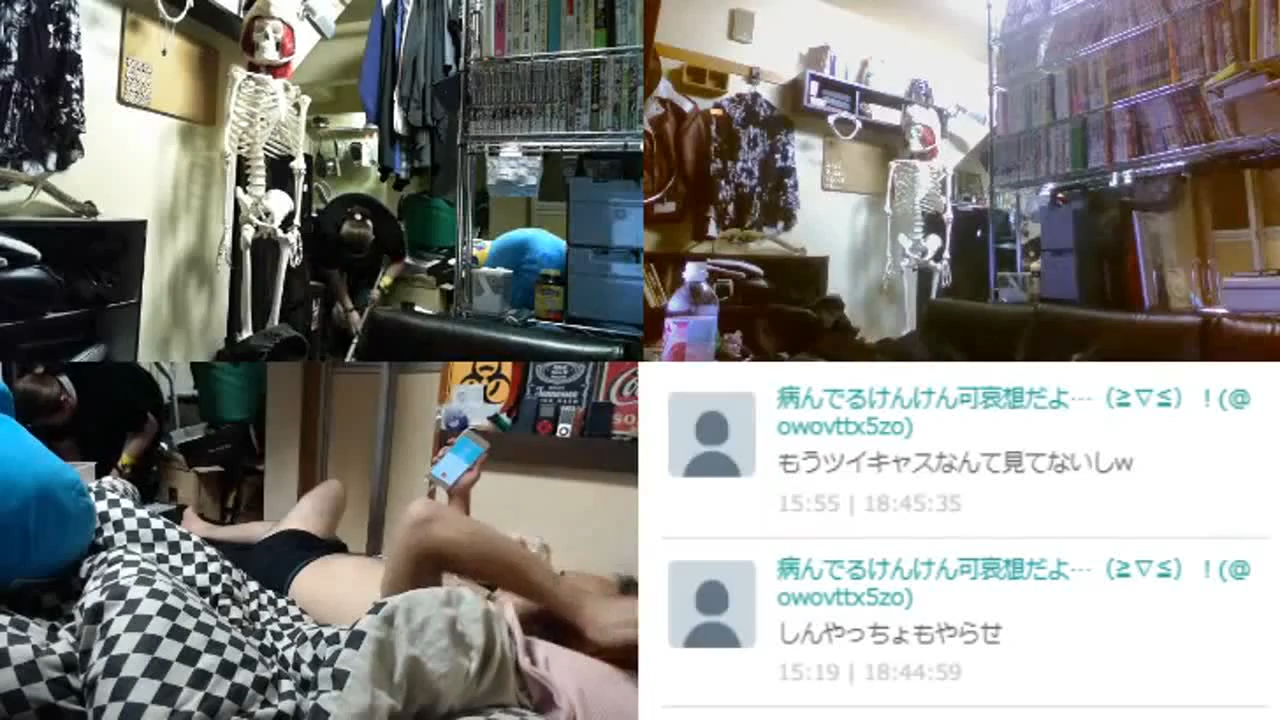 Tennessee
Coca
SO
病んでるけんけん可哀想だよ…（≧▽≦）！(@
owovttx5zo)
もうツイキャスなんて見てないしw
15:55 | 18:45:35
病んでるけんけん可哀想だよ…（≧▽≦）！(@
owovttx5zo)
しんやっちょもやらせ
15:19 | 18:44:59